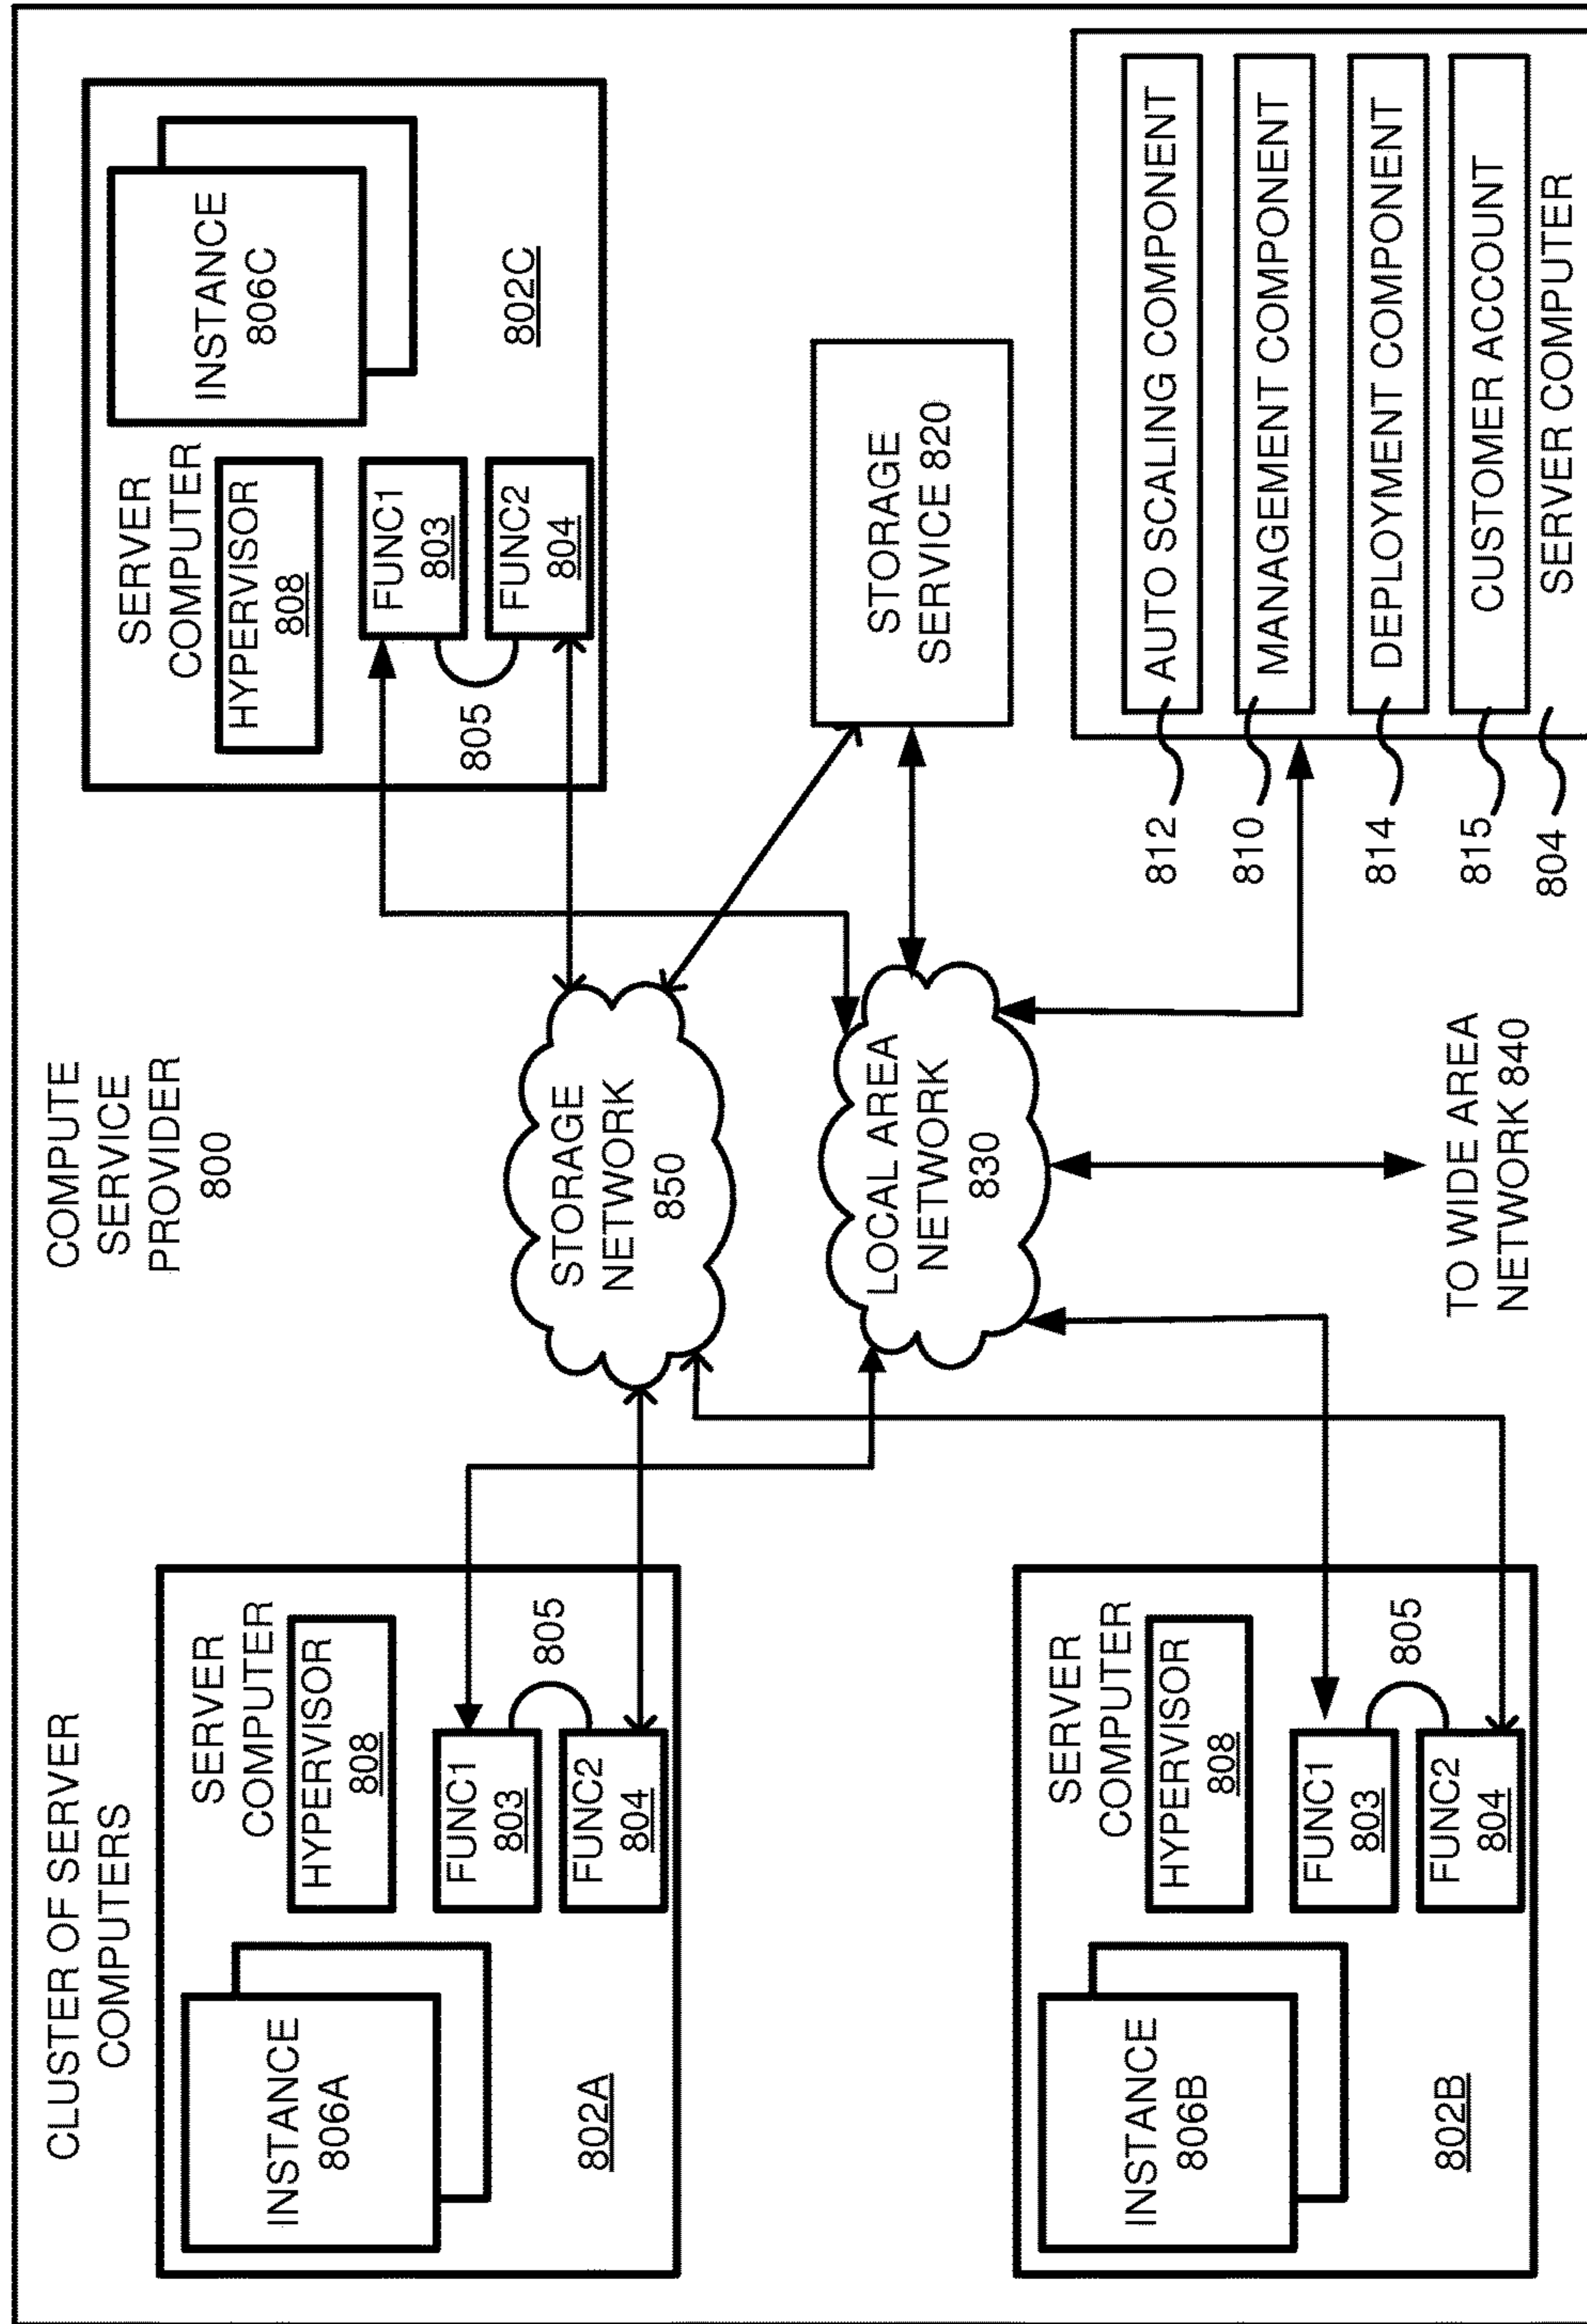 CLUSTER OF SERVER
COMPUTERS
SERVER
COMPUTER
INSTANCE
806A
HYPERVISOR
808
FUNC1
803
805
FUNC2
804
802A
SERVER
COMPUTER
INSTANCE
806B
HYPERVISOR
808
FUNC1
803
805
FUNC2
804
802B
COMPUTE
SERVICE
PROVIDER
800
STORAGE
NETWORK
850
LOCAL AREA
NETWORK
830
TO WIDE AREA
NETWORK 840
SERVER
COMPUTER
HYPERVISOR
808
INSTANCE
806C
FUNC1
803
805
FUNC2
804
802C
STORAGE
SERVICE 820
812
AUTO SCALING COMPONENT
810
MANAGEMENT COMPONENT
814
DEPLOYMENT COMPONENT
815
CUSTOMER ACCOUNT
804
SERVER COMPUTER